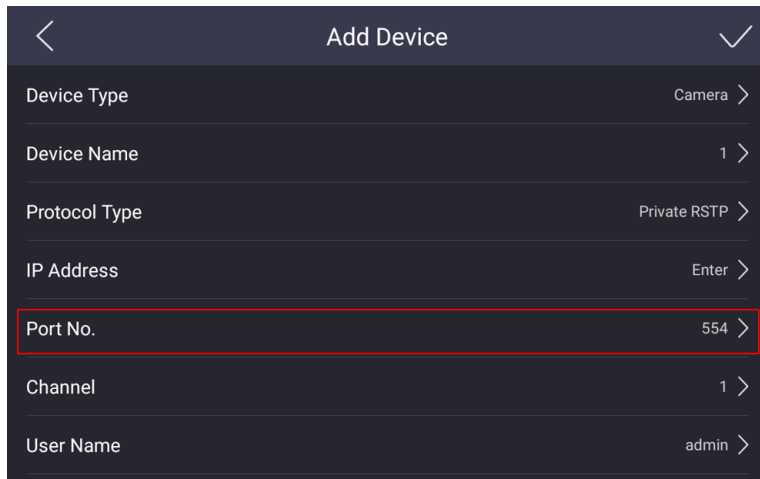 Add Device
Device Type Camera
Device Name 1
Protocol Type Private RSTP
IP Address Enter
Port No. 554
Channel 1
User Name admin